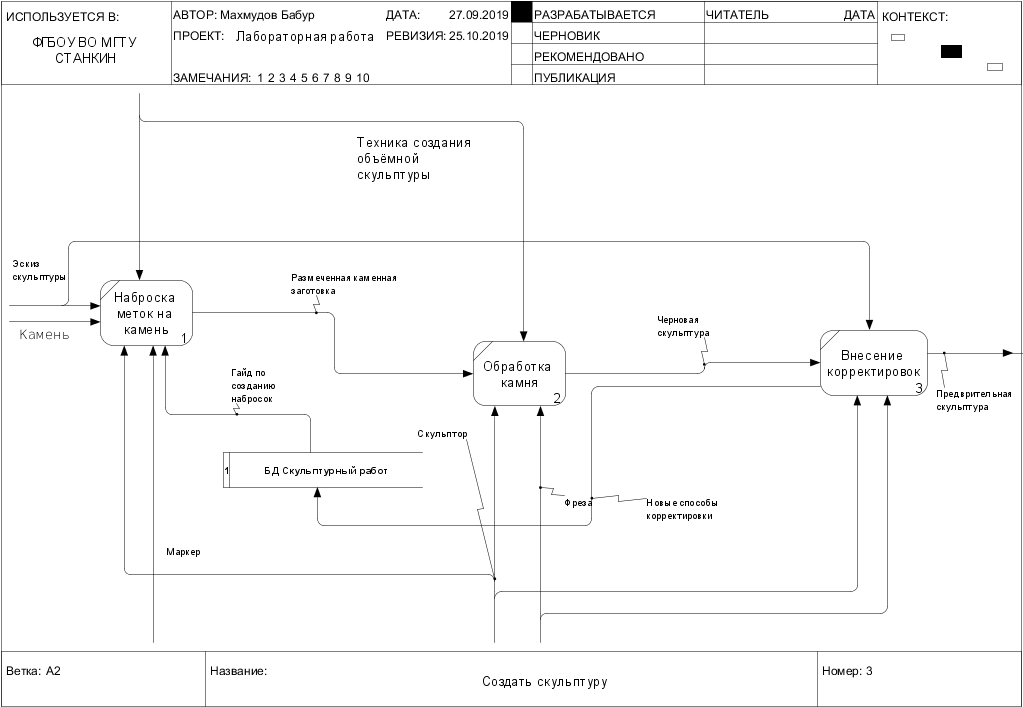 ИСПОЛЬЗУЕТСЯ В:
ФГБОУ ВО МГТУ
СТАНКИН
АВТОР: Махмудов Бабур
ДАТА: 27.09.2019
ПРОЕКТ: Лабораторная работа
РЕВИЗИЯ: 25.10.2019
ЗАМЕЧАНИЯ: 1 2 3 4 5 6 7 8 9 10
РАЗРАБАТЫВАЕТСЯ
ЧЕРНОВИК
РЕКОМЕНДОВАНО
ПУБЛИКАЦИЯ
ЧИТАТЕЛЬ ДАТА
КОНТЕКСТ:
Техника создания
объёмной
скульптуры
Эскиз
скульптуры
Камень
Наброска
меток на
камень
1
Размеченная каменная
заготовка
Черновая
скульптура
Обработка
камня
2
Внесение
корректировок
3
Предврительная
скульптура
Гайд по
созданию
набросок
Скульптор
1
БД Скульптурный работ
Фреза
Новые способы
корректировки
Маркер
Ветка: A2
Название:
Создать скульптуру
Номер: 3